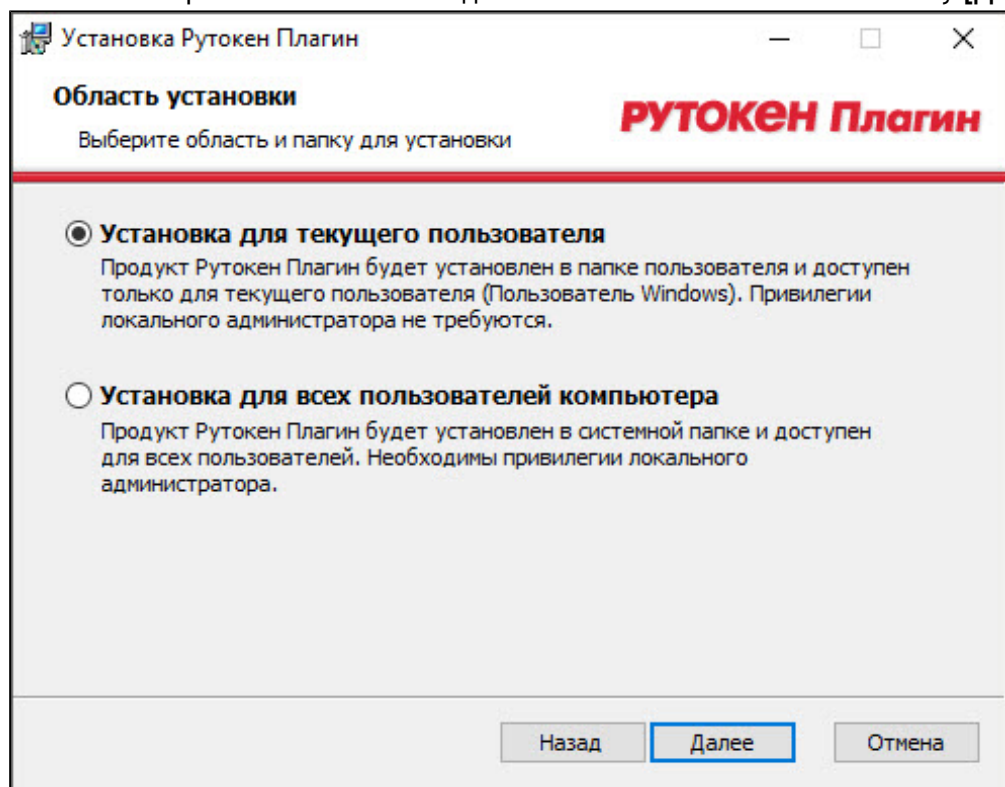 Установка Рутокен Плагин
Область установки
Выберите область и папку для установки
РУТОКЕН Плагин
Установка для текущего пользователя
Продукт Рутокен Плагин будет установлен в папке пользователя и доступен
только для текущего пользователя (Пользователь Windows). Привилегии
локального администратора не требуются.
Установка для всех пользователей компьютера
Продукт Рутокен Плагин будет установлен в системной папке и доступен
для всех пользователей. Необходимы привилегии локального
администратора.
Назад
Далее
Отмена